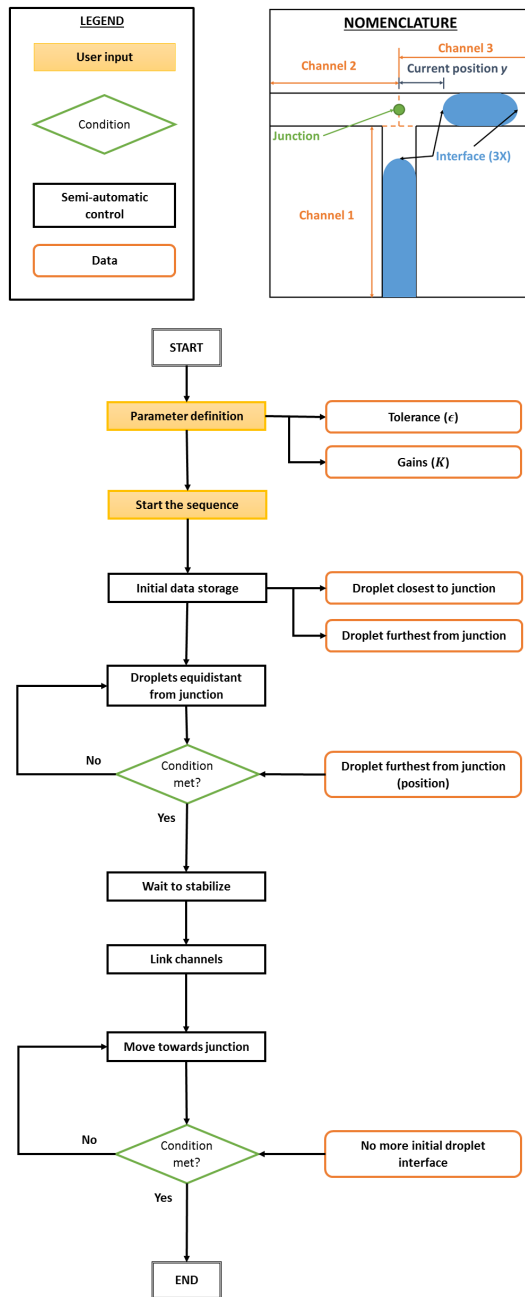 LEGEND
User input
Condition
Semi-automatic
control
Data
NOMENCLATURE
Channel 3
Channel 2
Current position y
Junction
Interface (3X)
Channel 1
START
Parameter definition
Tolerance (ϵ)
Gains (K)
Start the sequence
Initial data storage
Droplet closest to junction
Droplet furthest from junction
Droplets equidistant
from junction
No
Condition
met?
Droplet furthest from junction
(position)
Yes
Wait to stabilize
Link channels
Move towards junction
No
Condition
met?
No more initial droplet
interface
Yes
END